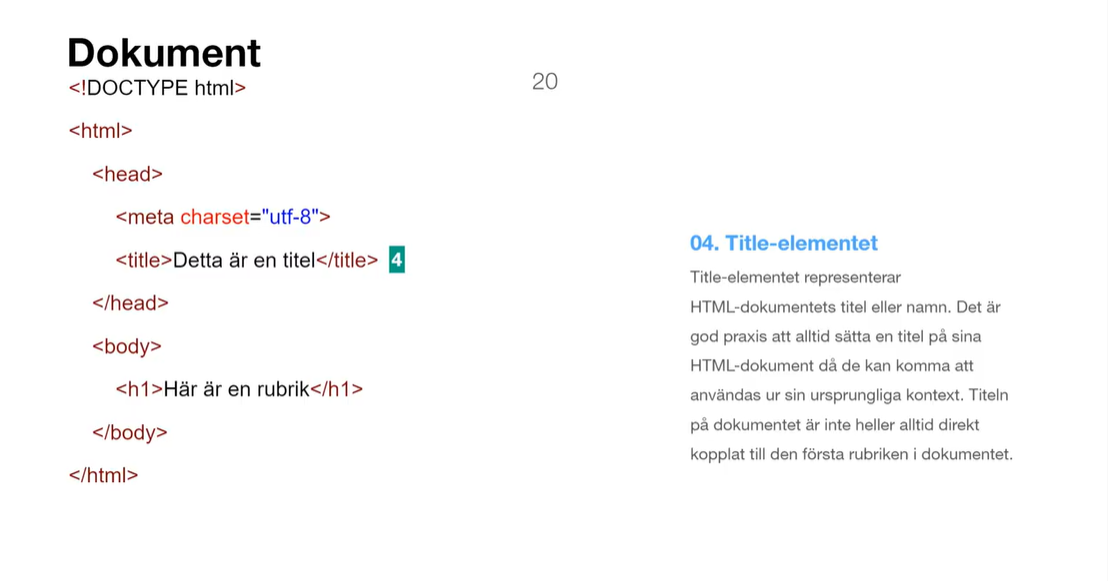 Dokument
<!DOCTYPE html>
20
<html>
<head>
<meta charset="utf-8">
<title>Detta är en titel</title> 4
</head>
<body>
<h1>Här är en rubrik</h1>
</body>
</html>
04. Title-elementet
Title-elementet representerar
HTML-dokumentets titel eller namn. Det är
god praxis att alltid sätta en titel på sina
HTML-dokument då de kan komma att
användas ur sin ursprungliga kontext. Titeln
på dokumentet är inte heller alltid direkt
kopplat till den första rubriken i dokumentet.